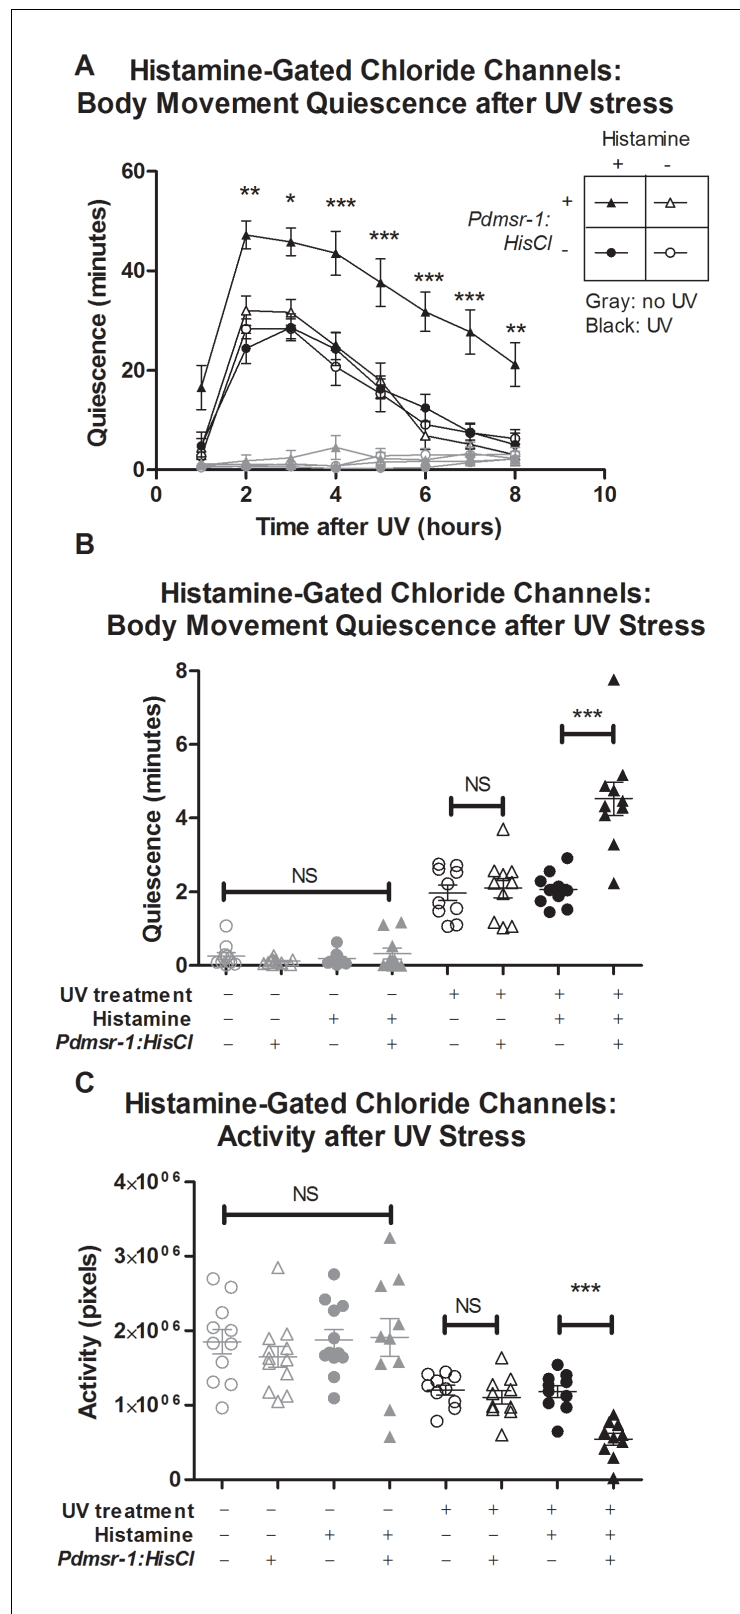 A
Histamine-Gated Chloride Channels:
Body Movement Quiescence after UV stress
Histamine
+ -
Pdmsr-1:
HisCl
+
-
Gray: no UV
Black: UV
Quiescence (minutes)
60
40
20
0
** * *** *** *** *** **
0 2 4 6 8 10
Time after UV (hours)
B
Histamine-Gated Chloride Channels:
Body Movement Quiescence after UV Stress
Quiescence (minutes)
8
6
4
2
0
NS
NS
***
UV treatment – – – – + + + +
Histamine – – + + – – + +
Pdmsr-1:HisCl – + – + – + – +
C
Histamine-Gated Chloride Channels:
Activity after UV Stress
Activity (pixels)
4×10⁰⁶
3×10⁰⁶
2×10⁰⁶
1×10⁰⁶
0
NS
NS
***
UV treatment – – – – + + + +
Histamine – – + + – – + +
Pdmsr-1:HisCl – + – + – + – +